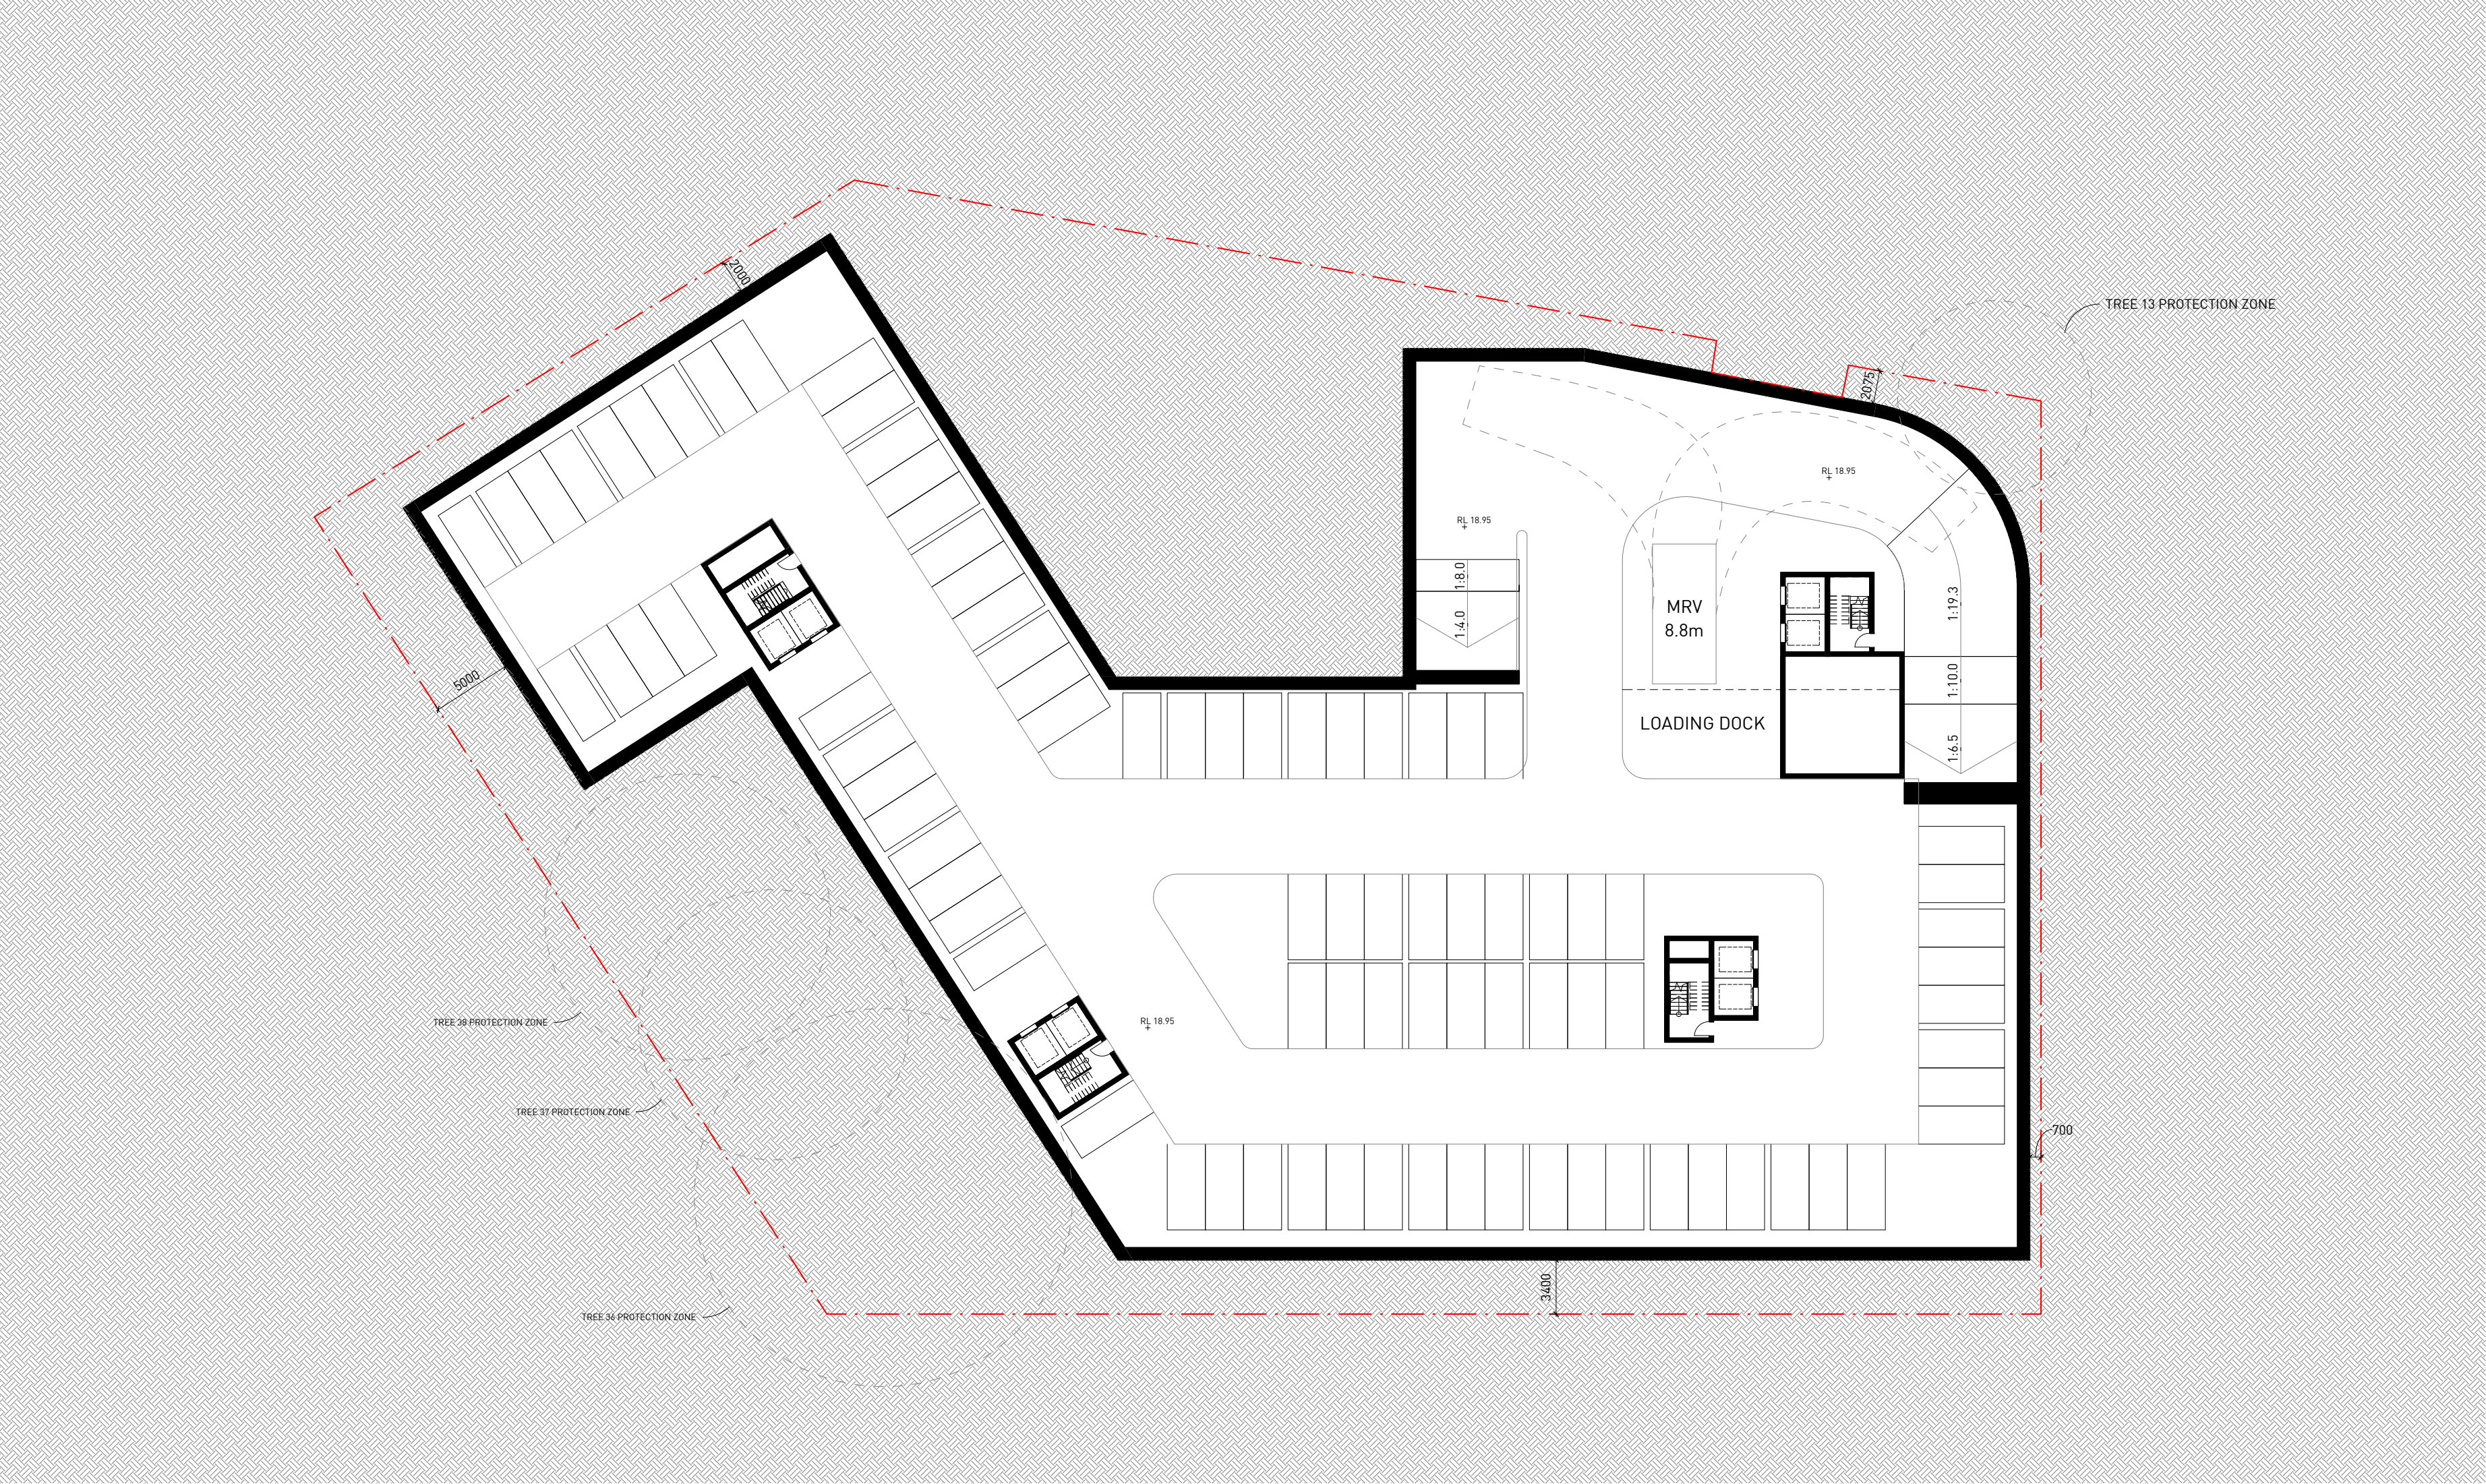 2000
TREE 13 PROTECTION ZONE
2075
RL 18.95
RL 18.95
1:8.0
1:4.0
MRV
8.8m
1:19.3
1:10.0
1:6.5
5000
LOADING DOCK
TREE 38 PROTECTION ZONE
RL 18.95
TREE 37 PROTECTION ZONE
700
3400
TREE 36 PROTECTION ZONE